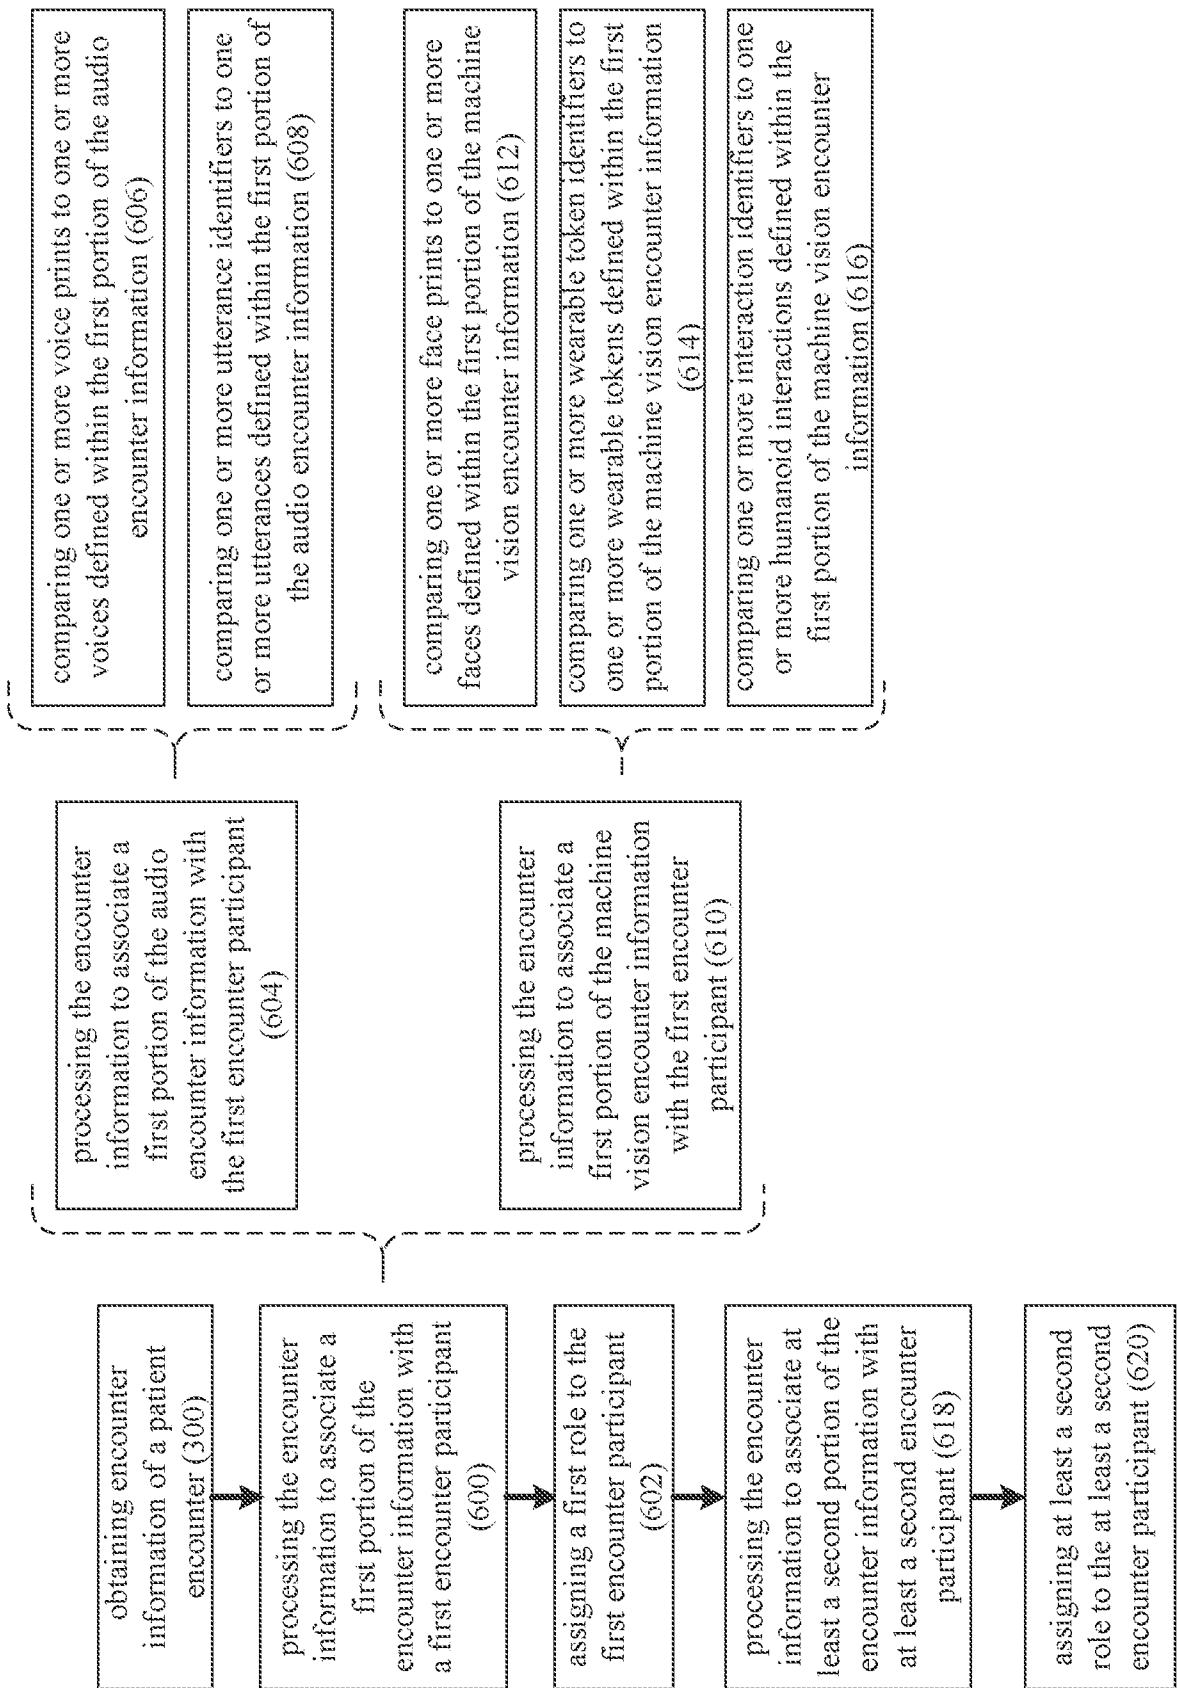 obtaining encounter
information of a patient
encounter (300)
processing the encounter
information to associate a
first portion of the
encounter information with
a first encounter participant
(600)
assigning a first role to the
first encounter participant
(602)
processing the encounter
information to associate at
least a second portion of the
encounter information with
at least a second encounter
participant (618)
assigning at least a second
role to the at least a second
encounter participant (620)
processing the encounter
information to associate a
first portion of the audio
encounter information with
the first encounter participant
(604)
processing the encounter
information to associate a
first portion of the machine
vision encounter information
with the first encounter
participant (610)
comparing one or more voice prints to one or more
voices defined within the first portion of the audio
encounter information (606)
comparing one or more utterance identifiers to one
or more utterances defined within the first portion of
the audio encounter information (608)
comparing one or more face prints to one or more
faces defined within the first portion of the machine
vision encounter information (612)
comparing one or more wearable token identifiers to
one or more wearable tokens defined within the first
portion of the machine vision encounter information
(614)
comparing one or more interaction identifiers to one
or more humanoid interactions defined within the
first portion of the machine vision encounter
information (616)